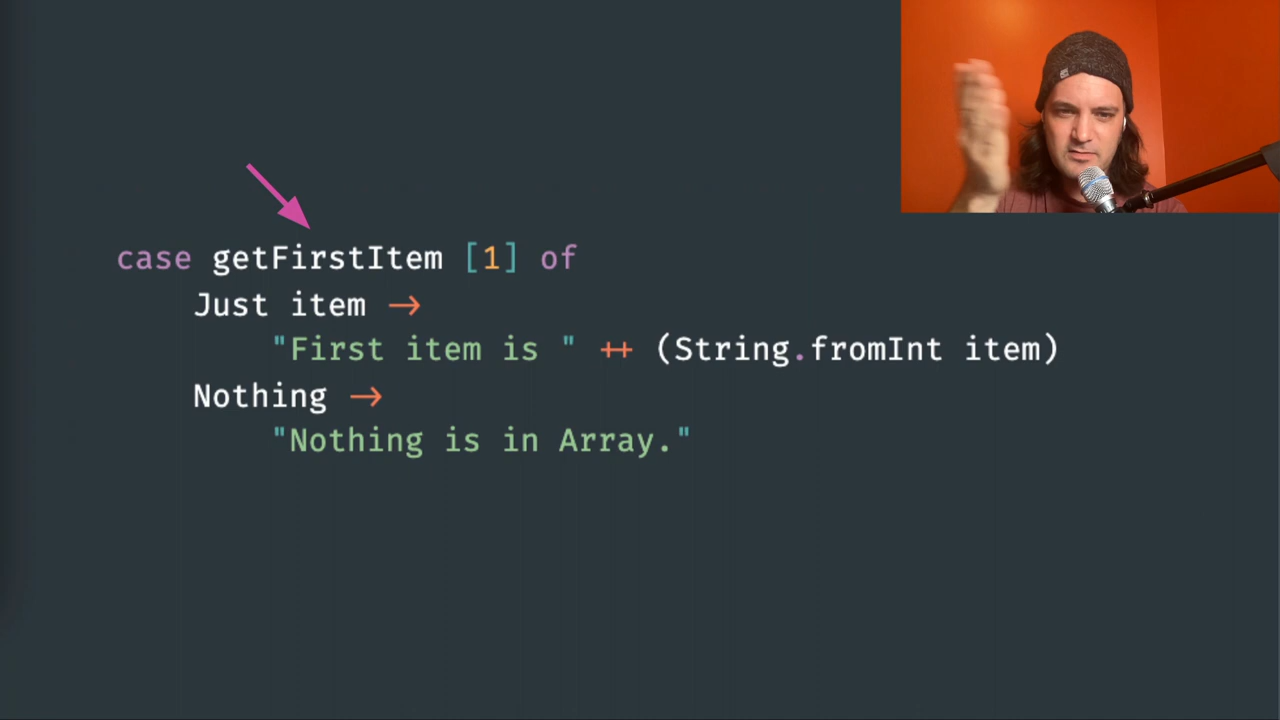 case getFirstItem [1] of
Just item ->
"First item is " ++ (String.fromInt item)
Nothing ->
"Nothing is in Array."